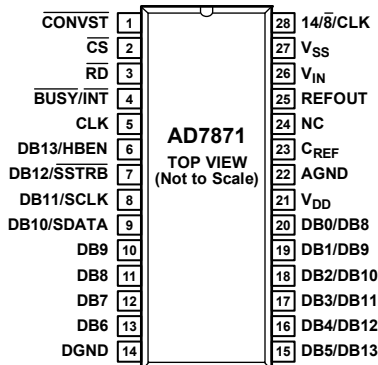 CONVST 1
CS 2
RD 3
BUSY/INT 4
CLK 5
DB13/HBEN 6
DB12/SSTRB 7
DB11/SCLK 8
DB10/SDATA 9
DB9 10
DB8 11
DB7 12
DB6 13
DGND 14
AD7871
TOP VIEW
(Not to Scale)
28 14/8/CLK
27 VSS
26 VIN
25 REFOUT
24 NC
23 CREF
22 AGND
21 VDD
20 DB0/DB8
19 DB1/DB9
18 DB2/DB10
17 DB3/DB11
16 DB4/DB12
15 DB5/DB13